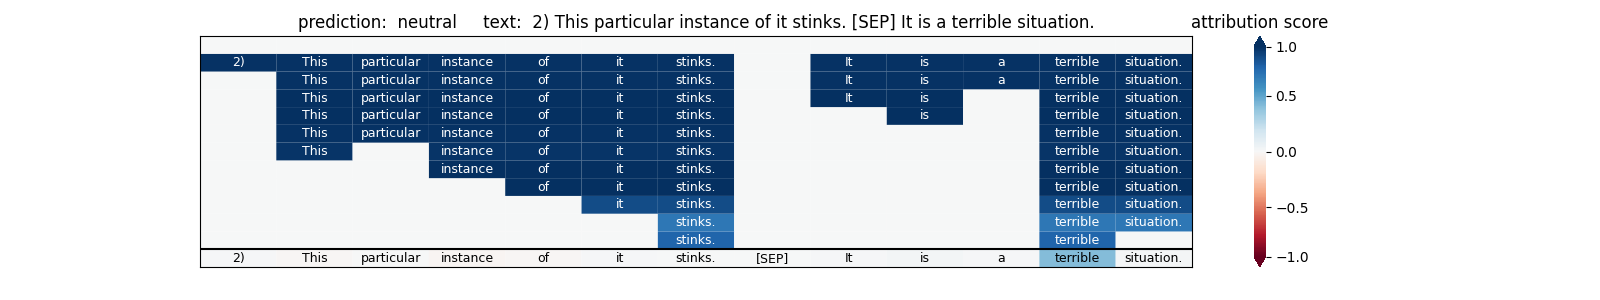 prediction:  neutral     text:  2) This particular instance of it stinks. [SEP] It is a terrible situation.
attribution score
2) This particular instance of it stinks. It is a terrible situation.
This particular instance of it stinks. It is a terrible situation.
This particular instance of it stinks. It is terrible situation.
This particular instance of it stinks. is terrible situation.
This particular instance of it stinks. terrible situation.
This instance of it stinks. terrible situation.
instance of it stinks. terrible situation.
of it stinks. terrible situation.
it stinks. terrible situation.
stinks. terrible situation.
stinks. terrible
2) This particular instance of it stinks. [SEP] It is a terrible situation.
1.0
0.5
0.0
−0.5
−1.0